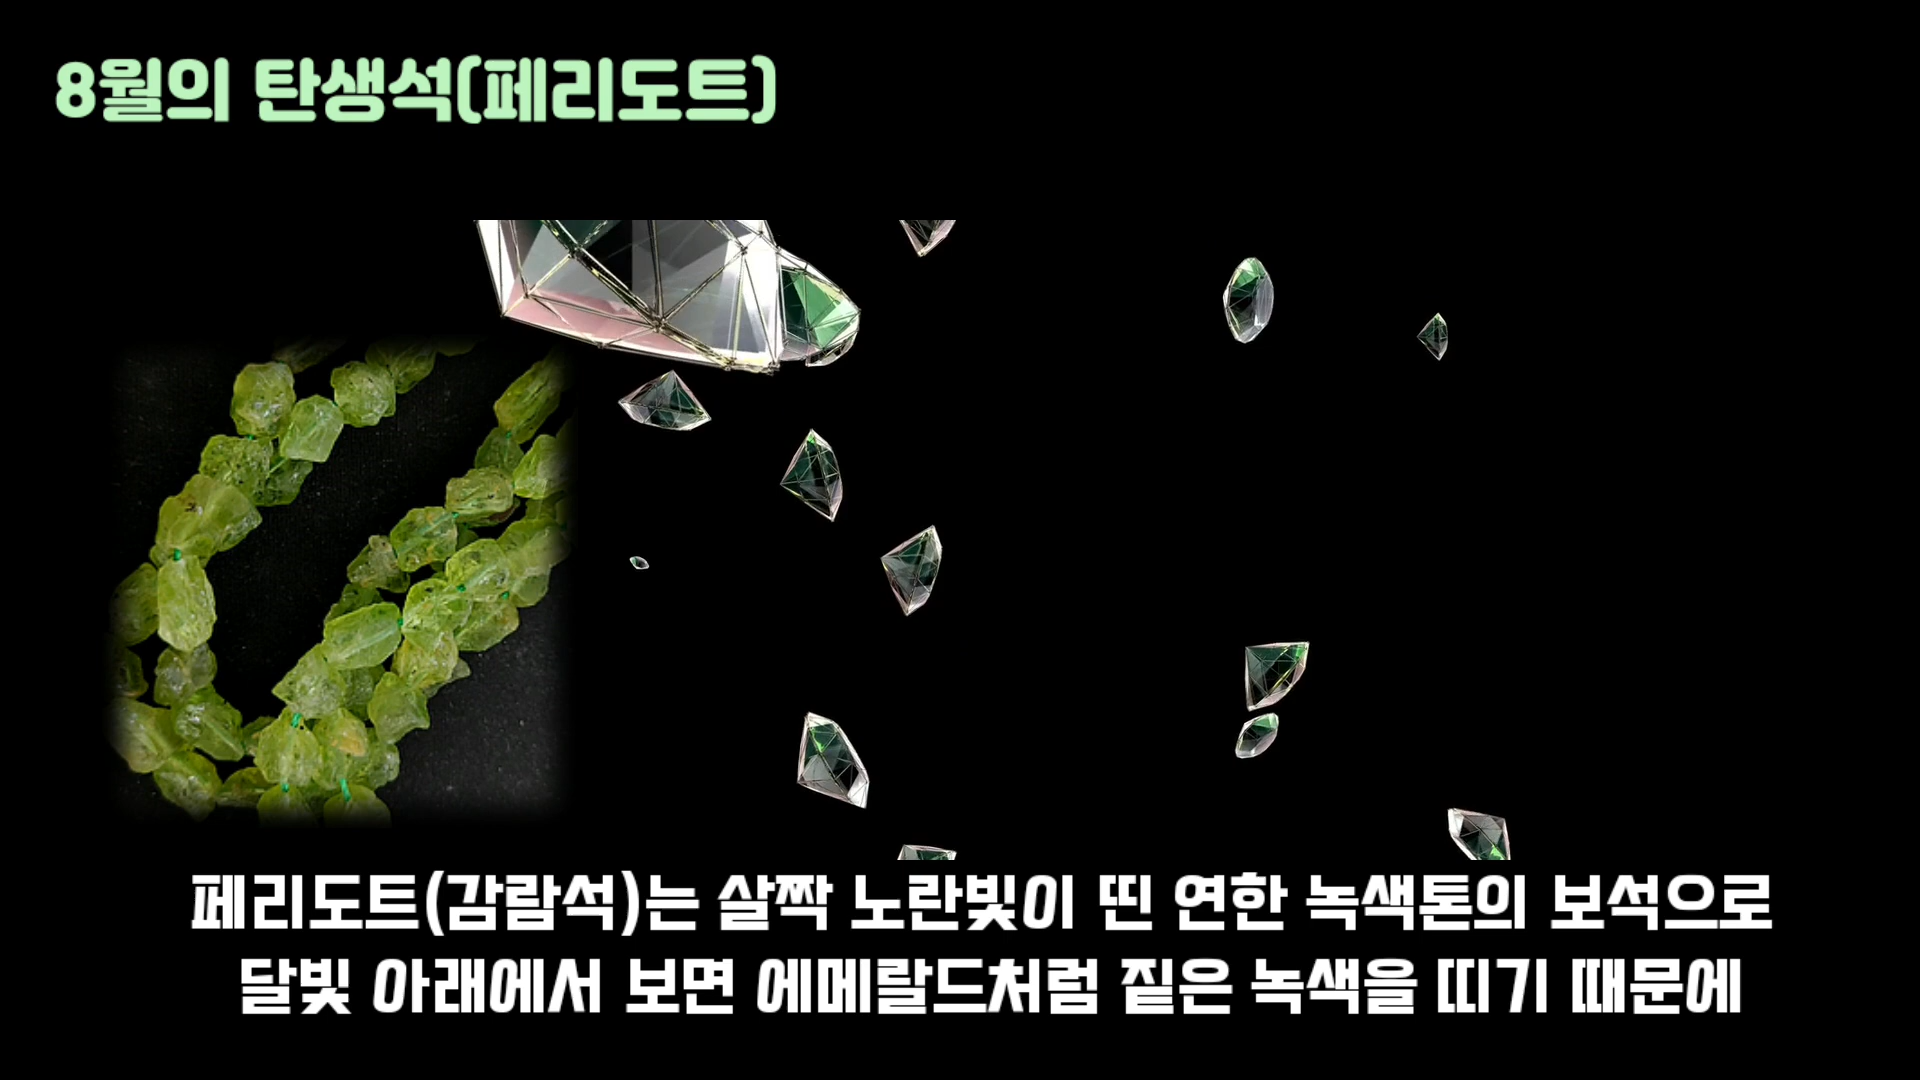 8월의 탄생석(페리도트)
페리도트(감람석)는 살짝 노란빛이 띤 연한 녹색톤의 보석으로
달빛 아래에서 보면 에메랄드처럼 짙은 녹색을 띠기 때문에